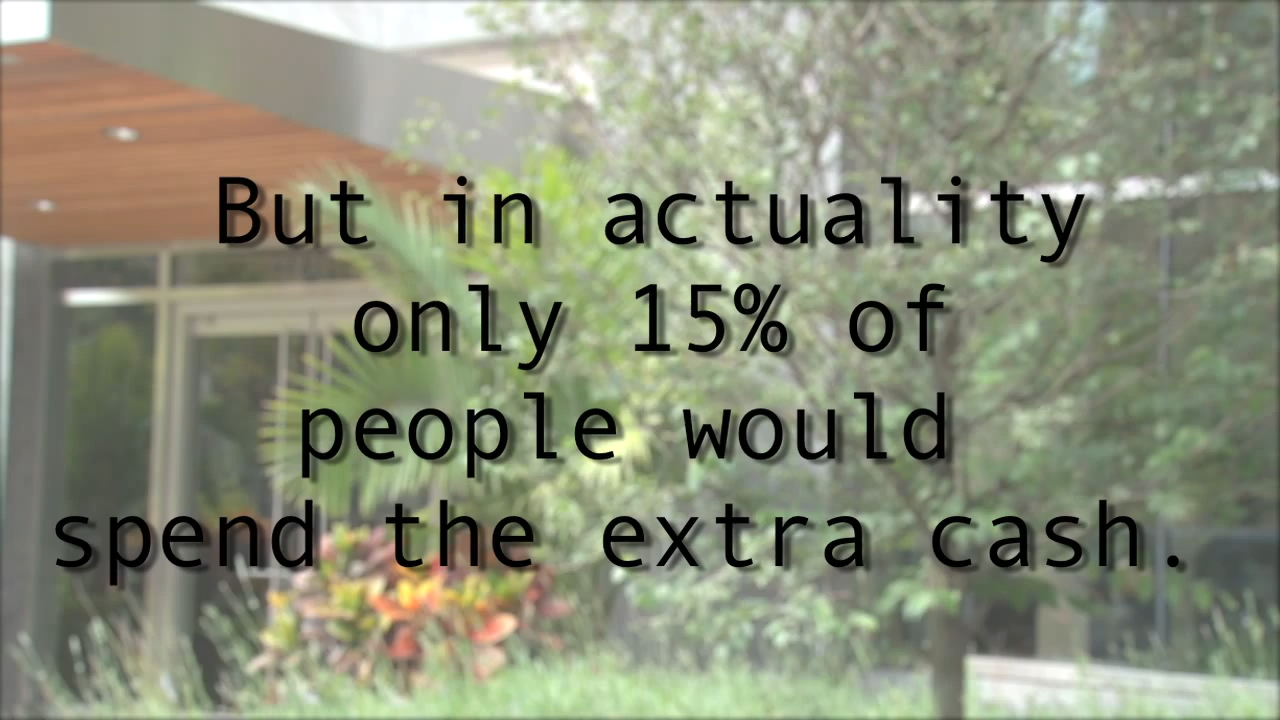 But in actuality
only 15% of
people would
spend the extra cash.